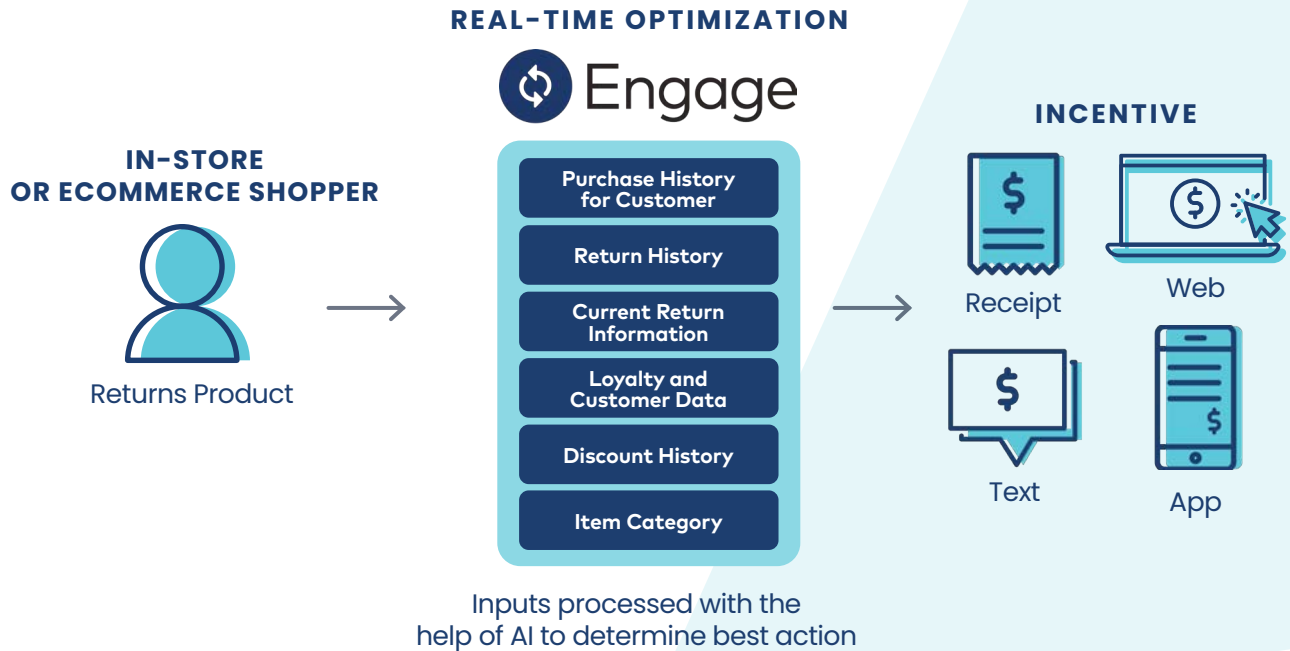 REAL-TIME OPTIMIZATION
Engage
IN-STORE
OR ECOMMERCE SHOPPER
Returns Product
Purchase History
for Customer
Return History
Current Return
Information
Loyalty and
Customer Data
Discount History
Item Category
Inputs processed with the
help of AI to determine best action
INCENTIVE
$
Receipt
$
Web
$
Text
$
App